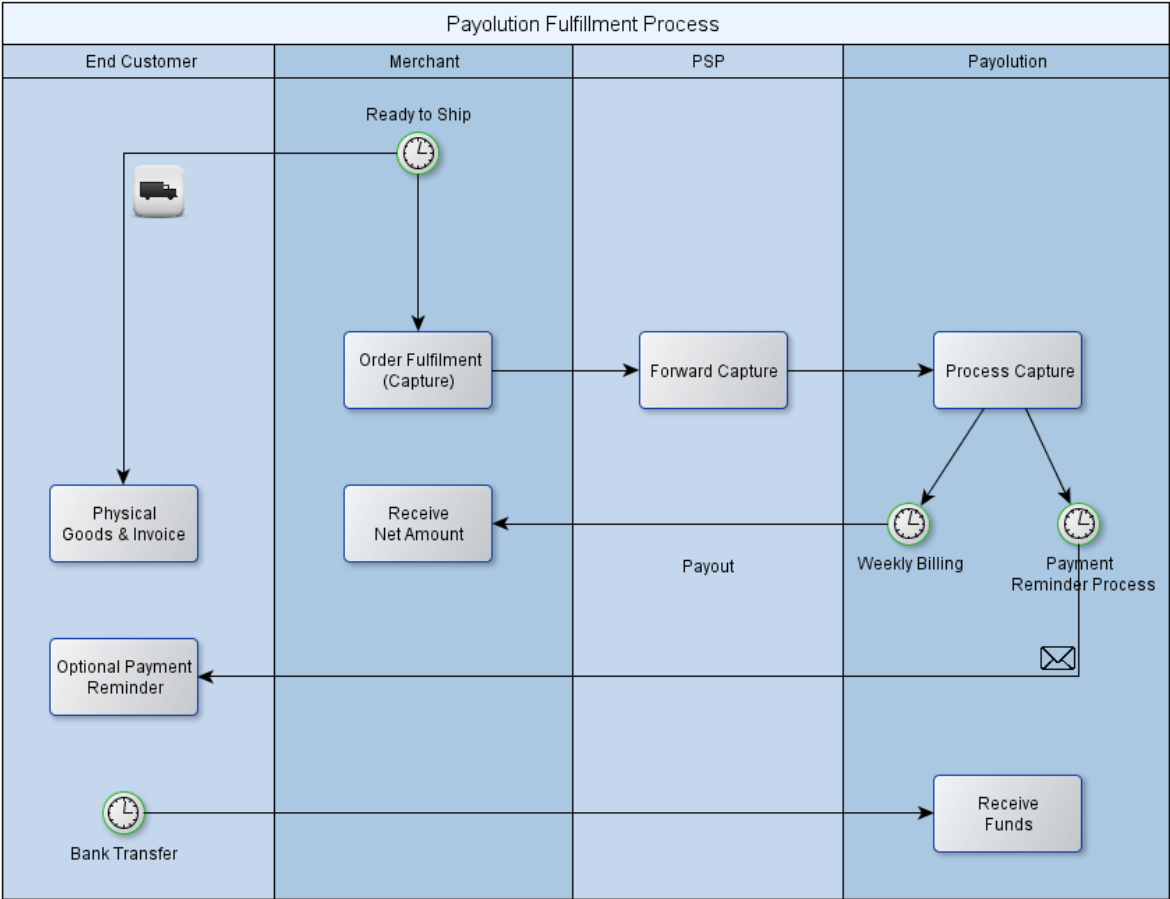 Payolution Fulfillment Process
End Customer
Merchant
PSP
Payolution
Ready to Ship
Order Fulfilment
(Capture)
Forward Capture
Process Capture
Physical
Goods & Invoice
Receive
Net Amount
Payout
Weekly Billing
Payment
Reminder Process
Optional Payment
Reminder
Bank Transfer
Receive
Funds